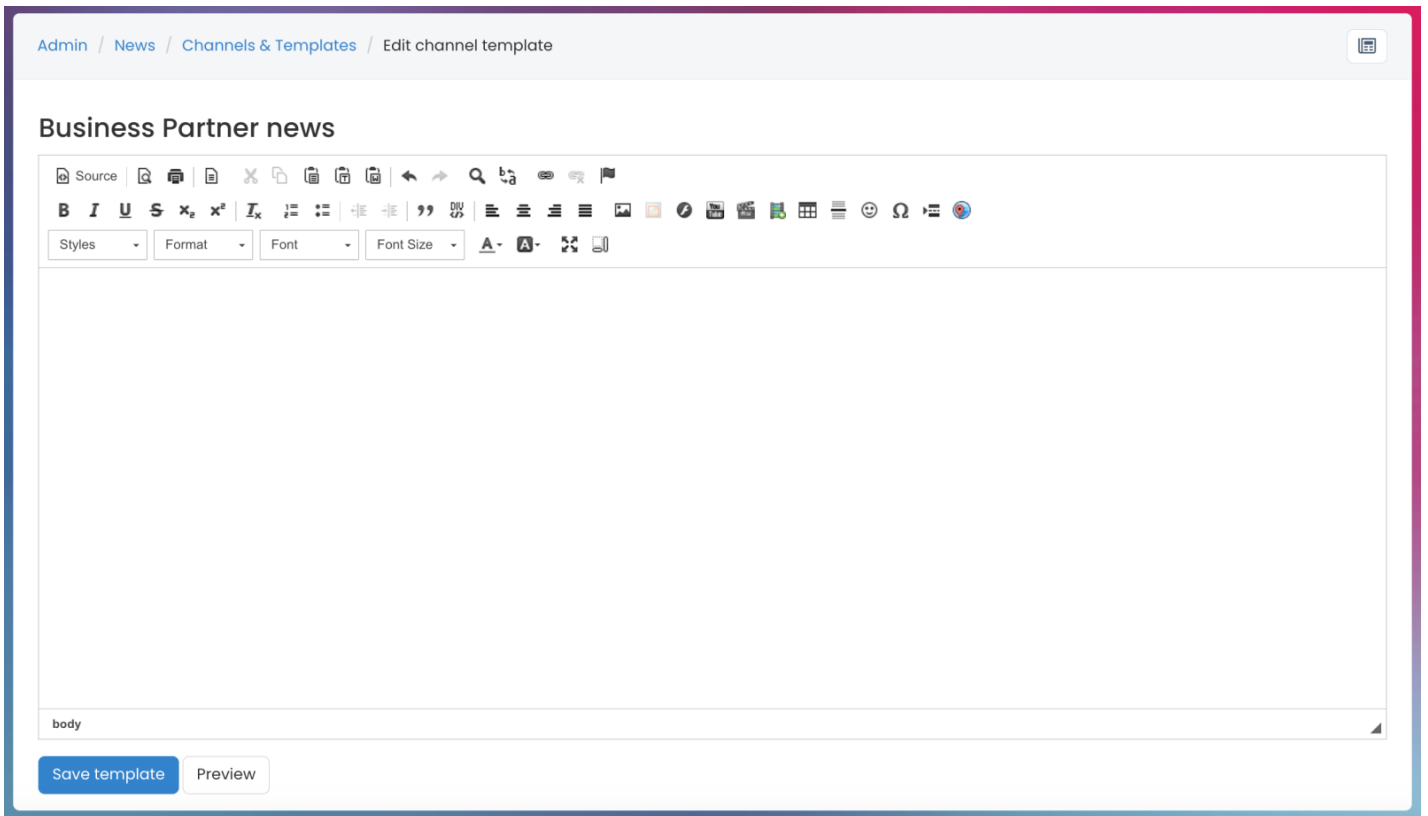 Admin / News / Channels & Templates / Edit channel template
Business Partner news
Source
Styles Format Font Font Size
body
Save template Preview